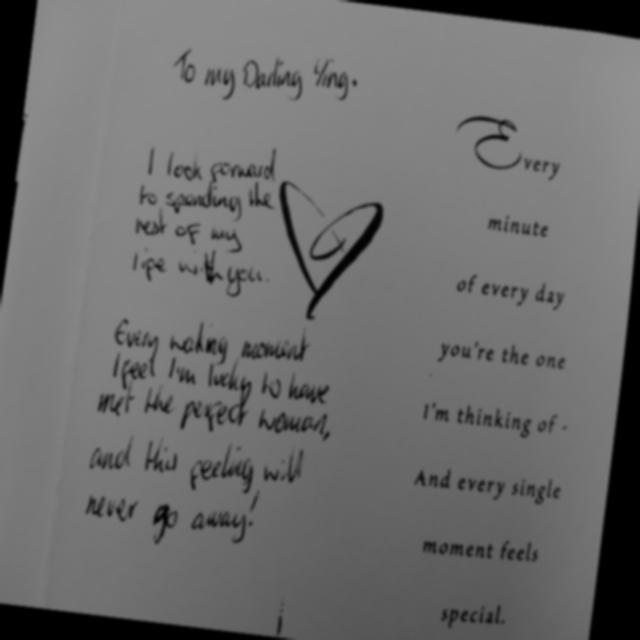 To my Darling Ying.
I look forward
to spending the
rest of my
life with you.
Every waking moment
I feel I'm lucky to have
met the perfect woman,
and this feeling will
never go away!
Every
minute
of every day
you're the one
I'm thinking of -
And every single
moment feels
special.